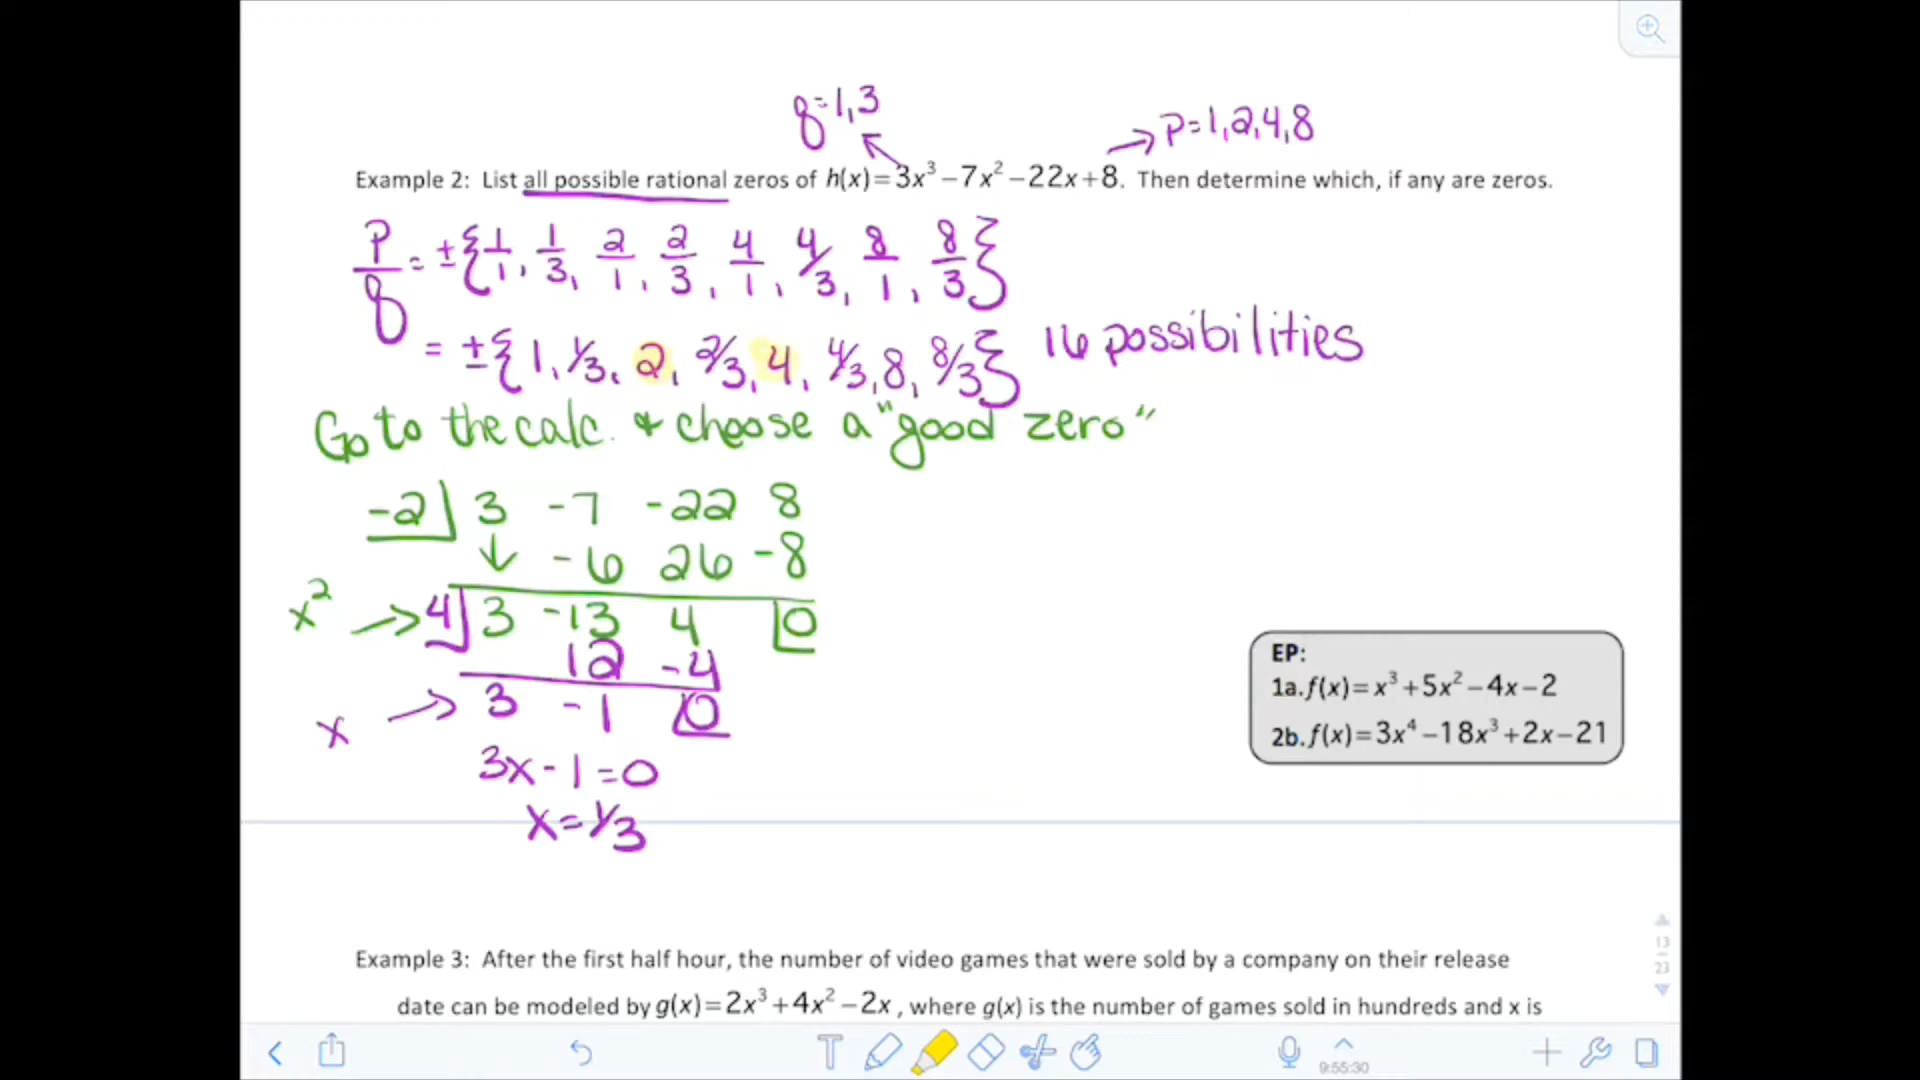 q=1,3
→ P=1,2,4,8
Example 2: List all possible rational zeros of h(x)=3x³−7x²−22x+8. Then determine which, if any are zeros.
P/q = ±{1/1, 1/3, 2/1, 2/3, 4/1, 4/3, 8/1, 8/3}
= ±{1, 1/3, 2, 2/3, 4, 4/3, 8, 8/3} 16 possibilities
Go to the calc. & choose a "good zero"
-2| 3 -7 -22 8
↓ -6 26 -8
x² → 4| 3 -13 4 |0
12 -4
x → 3 -1 |0
3x-1=0
x=1/3
EP:
1a. f(x)=x³+5x²−4x−2
2b. f(x)=3x⁴−18x³+2x−21
Example 3: After the first half hour, the number of video games that were sold by a company on their release
date can be modeled by g(x)=2x³+4x²−2x, where g(x) is the number of games sold in hundreds and x is
13
23
T
9:55:30